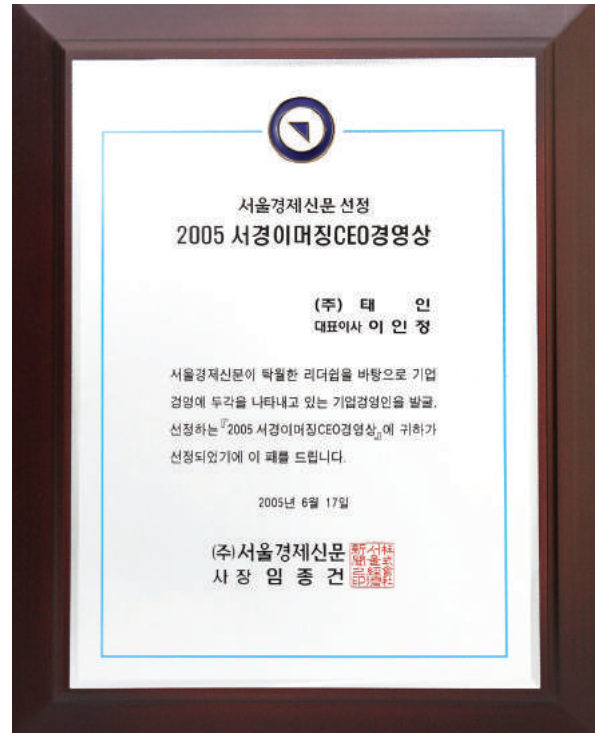 서울경제신문 선정
2005 서경이머징CEO경영상
(주) 태 인
대표이사 이 인 정
서울경제신문이 탁월한 리더쉽을 바탕으로 기업
경영에 두각을 나타내고 있는 기업경영인을 발굴,
선정하는『2005 서경이머징CEO경영상』에 귀하가
선정되었기에 이 패를 드립니다.
2005년 6월 17일
(주)서울경제신문
사 장 임 종 건